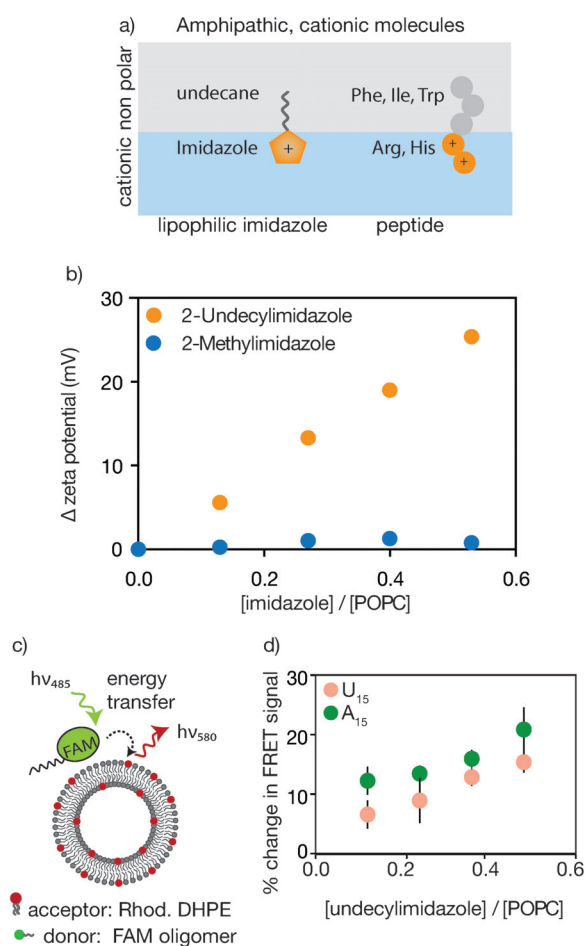 a) Amphipathic, cationic molecules
cationic non polar
undecane
Phe, Ile, Trp
Imidazole
+
Arg, His
+
+
lipophilic imidazole peptide
b)
30
20
10
0
Δ zeta potential (mV)
2-Undecylimidazole
2-Methylimidazole
0.0 0.2 0.4 0.6
[imidazole] / [POPC]
c)
hν485
energy
transfer
hν580
FAM
acceptor: Rhod. DHPE
donor: FAM oligomer
d)
30
20
10
0
% change in FRET signal
U15
A15
0.0 0.2 0.4 0.6
[undecylimidazole] / [POPC]